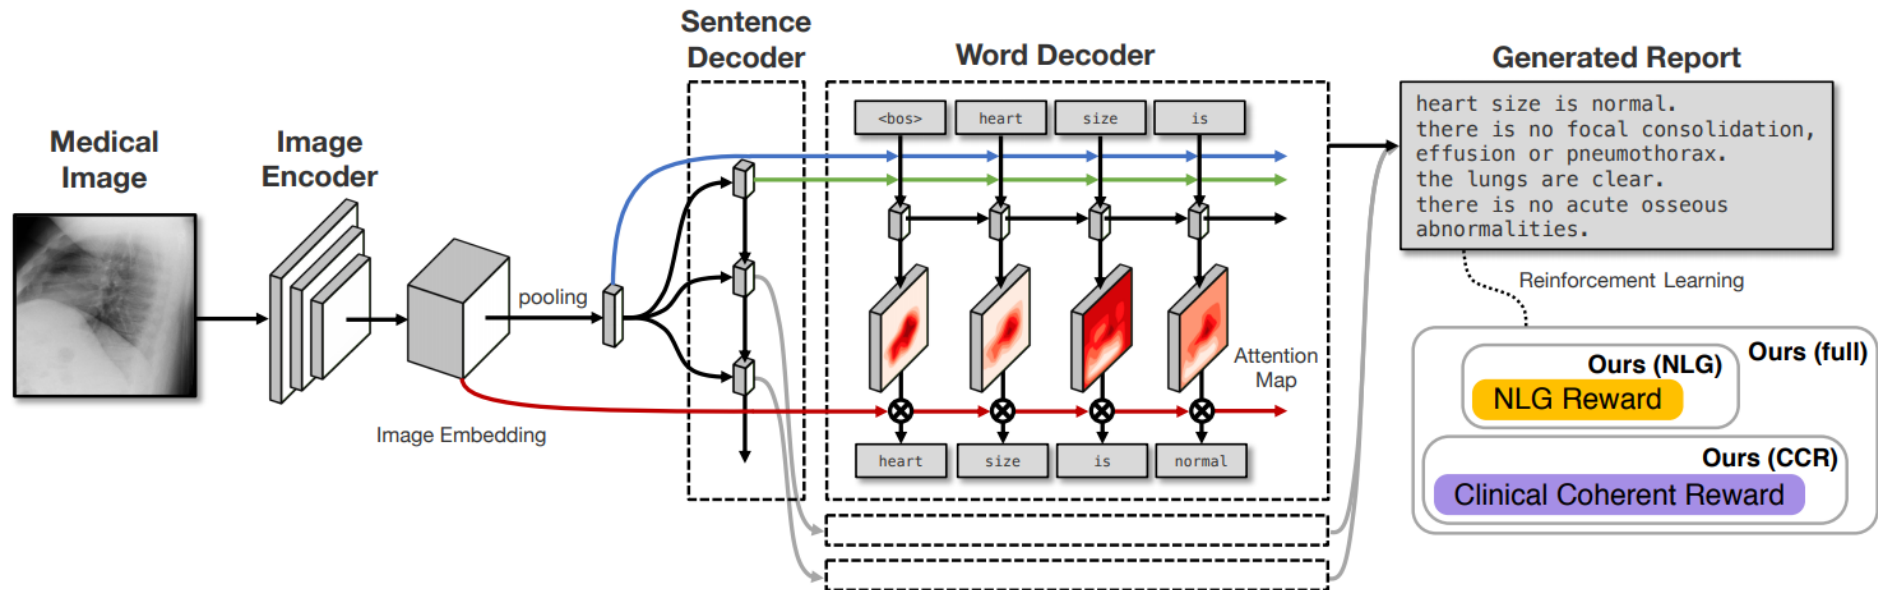 Medical
Image
Image
Encoder
pooling
Image Embedding
Sentence
Decoder
Word Decoder
<bos>
heart
size
is
Attention
Map
heart
size
is
normal
Generated Report
heart size is normal.
there is no focal consolidation,
effusion or pneumothorax.
the lungs are clear.
there is no acute osseous
abnormalities.
Reinforcement Learning
Ours (full)
Ours (NLG)
NLG Reward
Ours (CCR)
Clinical Coherent Reward